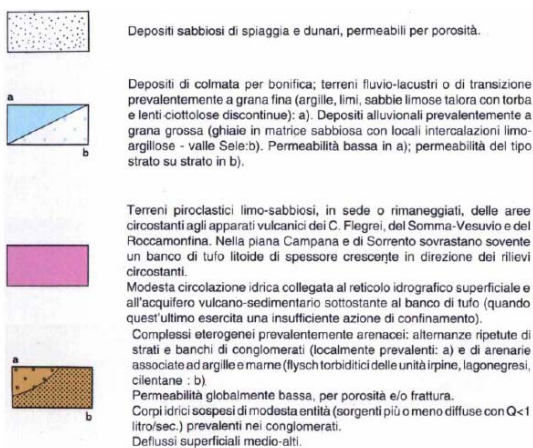 Depositi sabbiosi di spiaggia e dunari, permeabili per porosità.
a
b
Depositi di colmata per bonifica; terreni fluvio-lacustri o di transizione
prevalentemente a grana fina (argille, limi, sabbie limose talora con torba
e lenti ciottolose discontinue): a). Depositi alluvionali prevalentemente a
grana grossa (ghiaie in matrice sabbiosa con locali intercalazioni limo-
argillose - valle Sele:b). Permeabilità bassa in a); permeabilità del tipo
strato su strato in b).
Terreni piroclastici limo-sabbiosi, in sede o rimaneggiati, delle aree
circostanti agli apparati vulcanici dei C. Flegrei, del Somma-Vesuvio e del
Roccamonfina. Nella piana Campana e di Sorrento sovrastano sovente
un banco di tufo litoide di spessore crescente in direzione dei rilievi
circostanti.
Modesta circolazione idrica collegata al reticolo idrografico superficiale e
all'acquifero vulcano-sedimentario sottostante al banco di tufo (quando
quest'ultimo esercita una insufficiente azione di confinamento).
a
b
Complessi eterogenei prevalentemente arenacei: alternanze ripetute di
strati e banchi di conglomerati (localmente prevalenti: a) e di arenarie
associate ad argille e marne (flysch torbiditici delle unità irpine, lagonegresi,
cilentane : b).
Permeabilità globalmente bassa, per porosità e/o frattura.
Corpi idrici sospesi di modesta entità (sorgenti più o meno diffuse con Q<1
litro/sec.) prevalenti nei conglomerati.
Deflussi superficiali medio-alti.